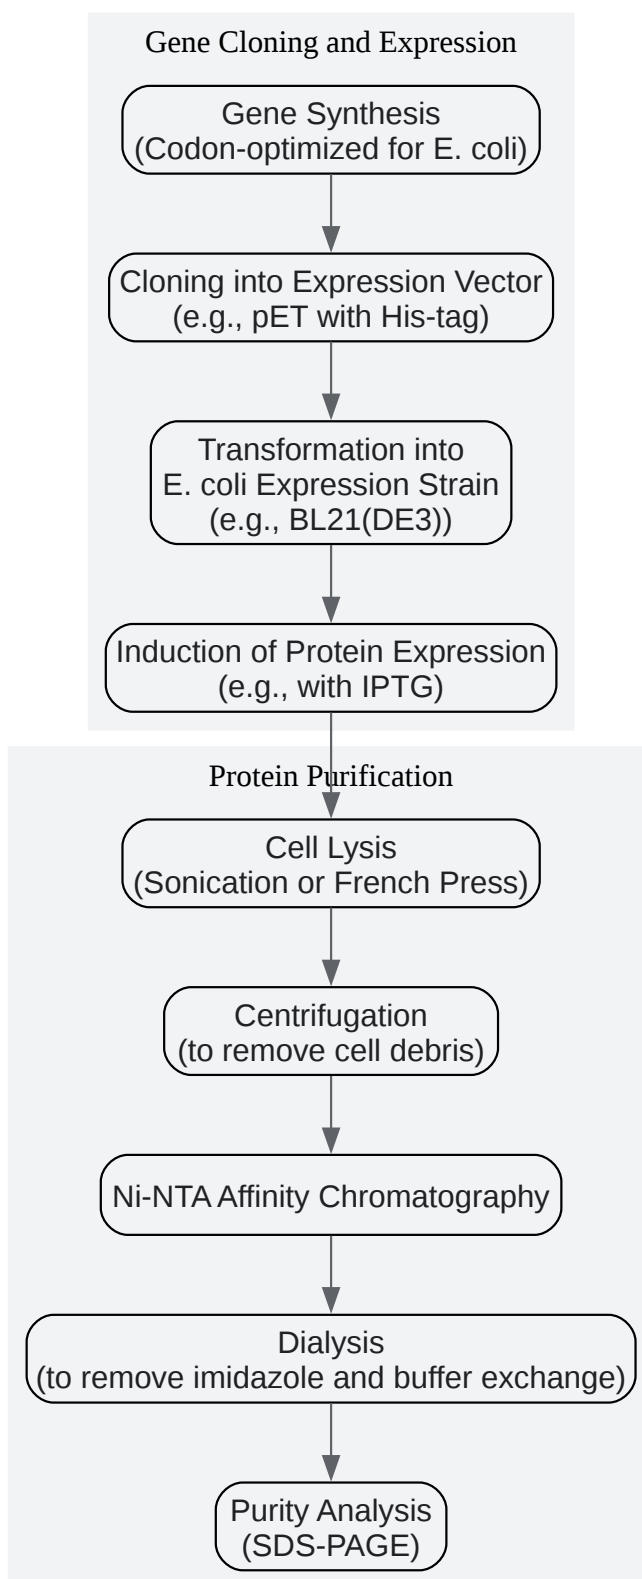 Gene Cloning and Expression
Gene Synthesis
(Codon-optimized for E. coli)
Cloning into Expression Vector
(e.g., pET with His-tag)
Transformation into
E. coli Expression Strain
(e.g., BL21(DE3))
Induction of Protein Expression
(e.g., with IPTG)
Protein Purification
Cell Lysis
(Sonication or French Press)
Centrifugation
(to remove cell debris)
Ni-NTA Affinity Chromatography
Dialysis
(to remove imidazole and buffer exchange)
Purity Analysis
(SDS-PAGE)